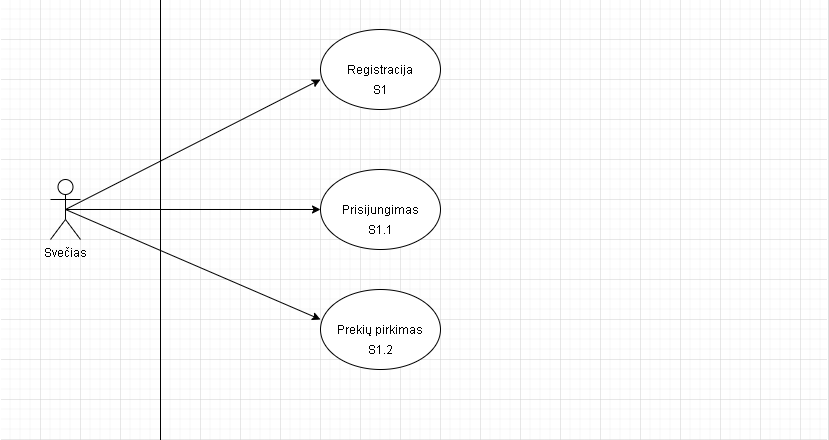 Registracija
S1
Prisijungimas
S1.1
Svečias
Prekių pirkimas
S1.2